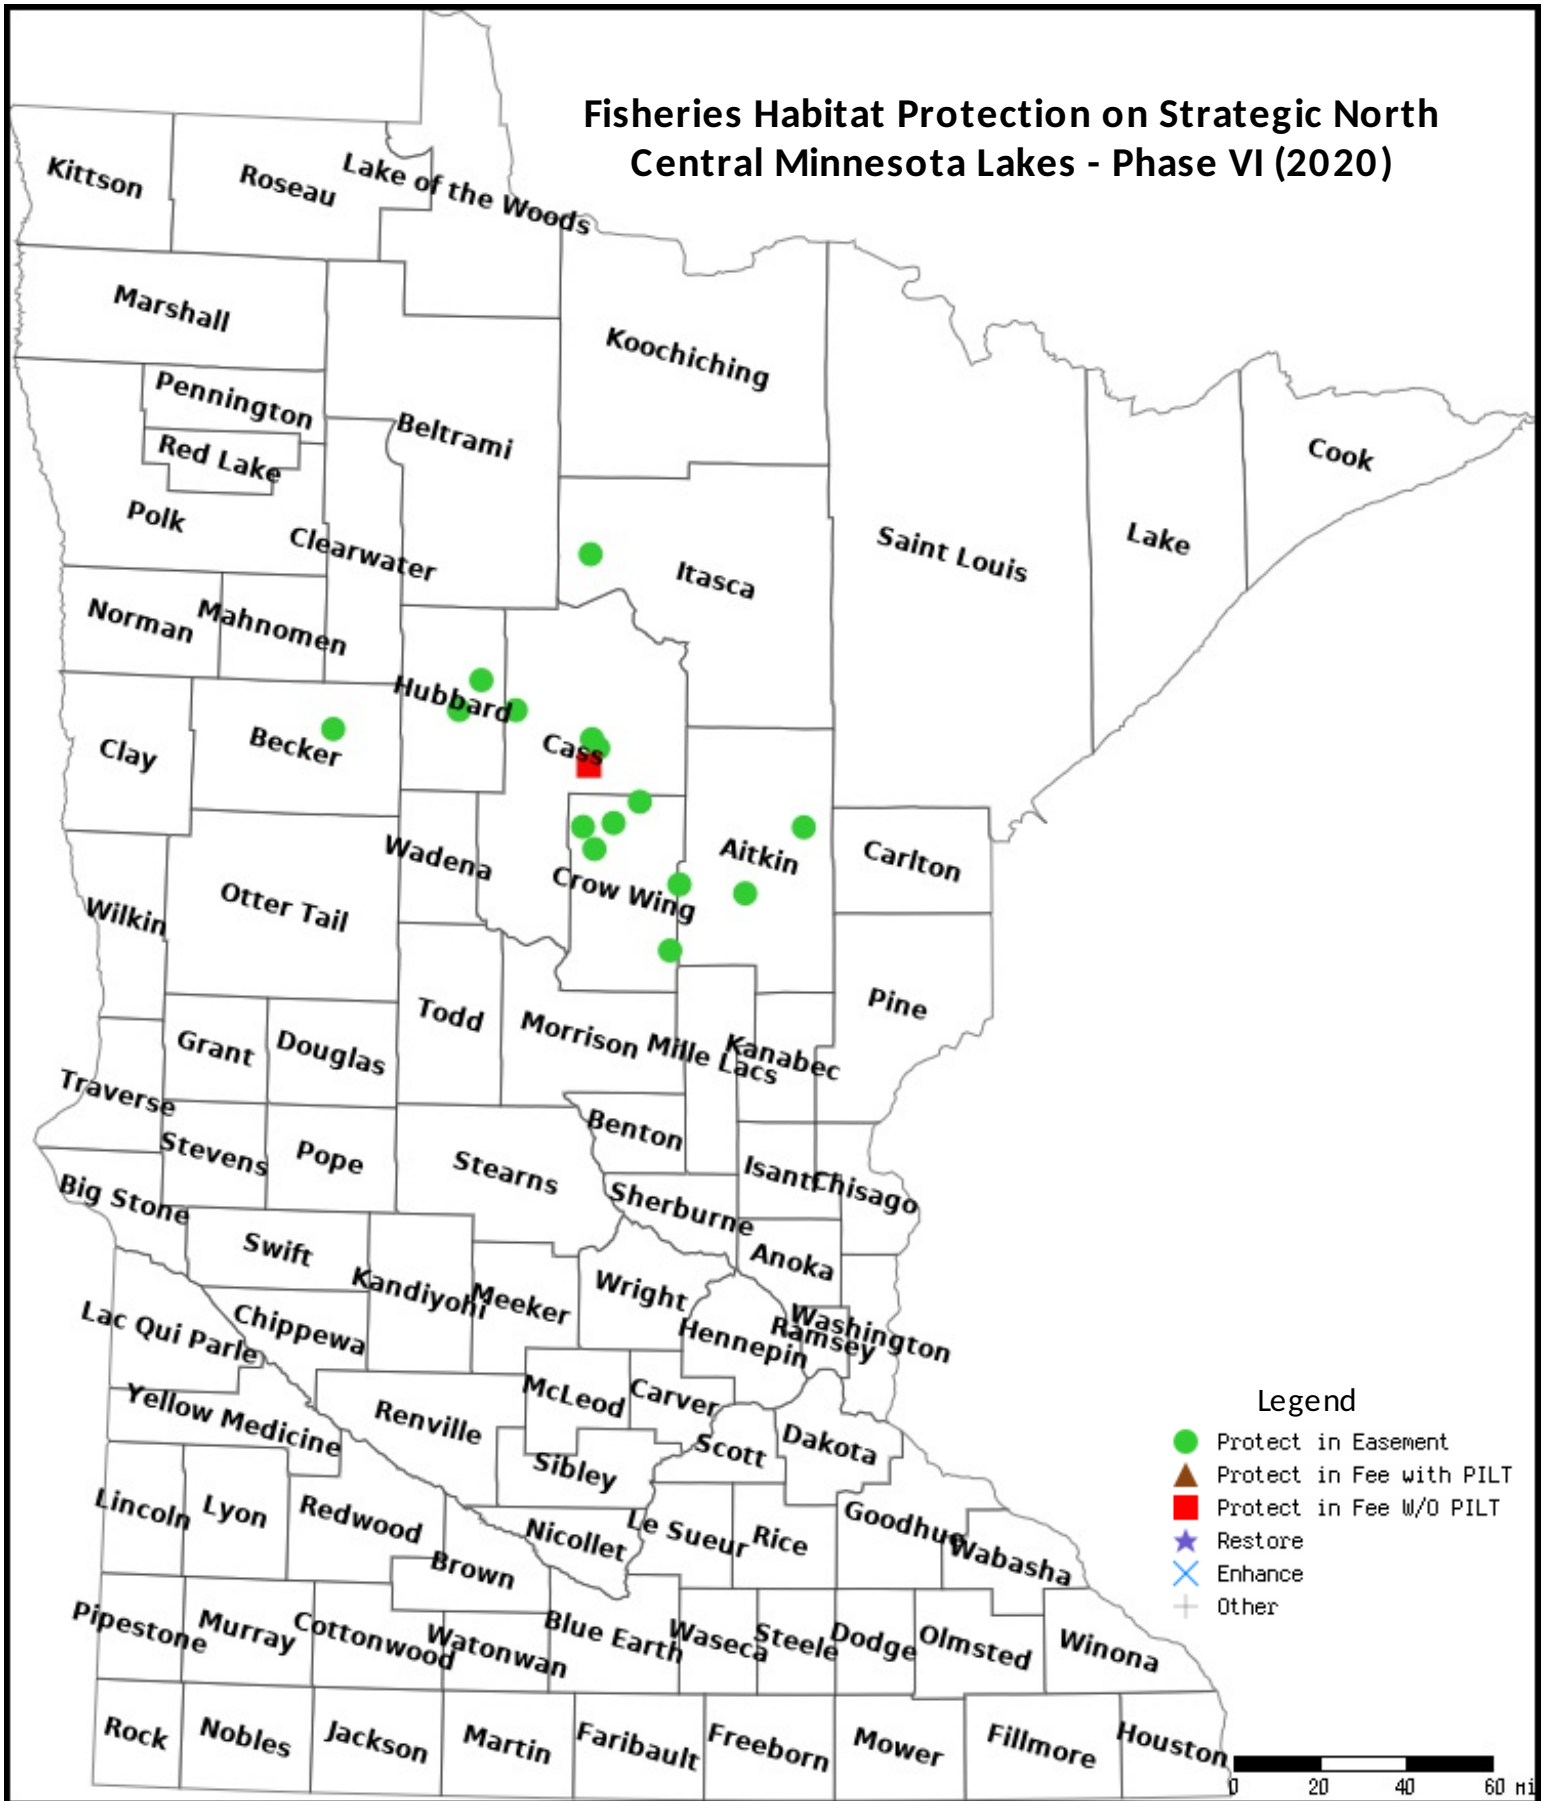 Fisheries Habitat Protection on Strategic North
Central Minnesota Lakes - Phase VI (2020)
Kittson
Roseau
Lake of the Woods
Marshall
Koochiching
Pennington
Beltrami
Red Lake
Cook
Polk
Clearwater
Itasca
Saint Louis
Lake
Norman
Mahnomen
Hubbard
Clay
Becker
Cass
Wadena
Aitkin
Carlton
Otter Tail
Crow Wing
Wilkin
Pine
Todd
Morrison
Mille Lacs
Kanabec
Grant
Douglas
Traverse
Benton
Stevens
Pope
Stearns
Isanti
Chisago
Big Stone
Sherburne
Swift
Anoka
Kandiyohi
Meeker
Wright
Lac Qui Parle
Chippewa
Hennepin
Ramsey
Washington
Yellow Medicine
Renville
McLeod
Carver
Scott
Dakota
Sibley
Lincoln
Lyon
Redwood
Nicollet
Le Sueur
Rice
Goodhue
Wabasha
Brown
Pipestone
Murray
Cottonwood
Watonwan
Blue Earth
Waseca
Steele
Dodge
Olmsted
Winona
Rock
Nobles
Jackson
Martin
Faribault
Freeborn
Mower
Fillmore
Houston
Legend
Protect in Easement
Protect in Fee with PILT
Protect in Fee W/O PILT
Restore
Enhance
Other
0 20 40 60 mi